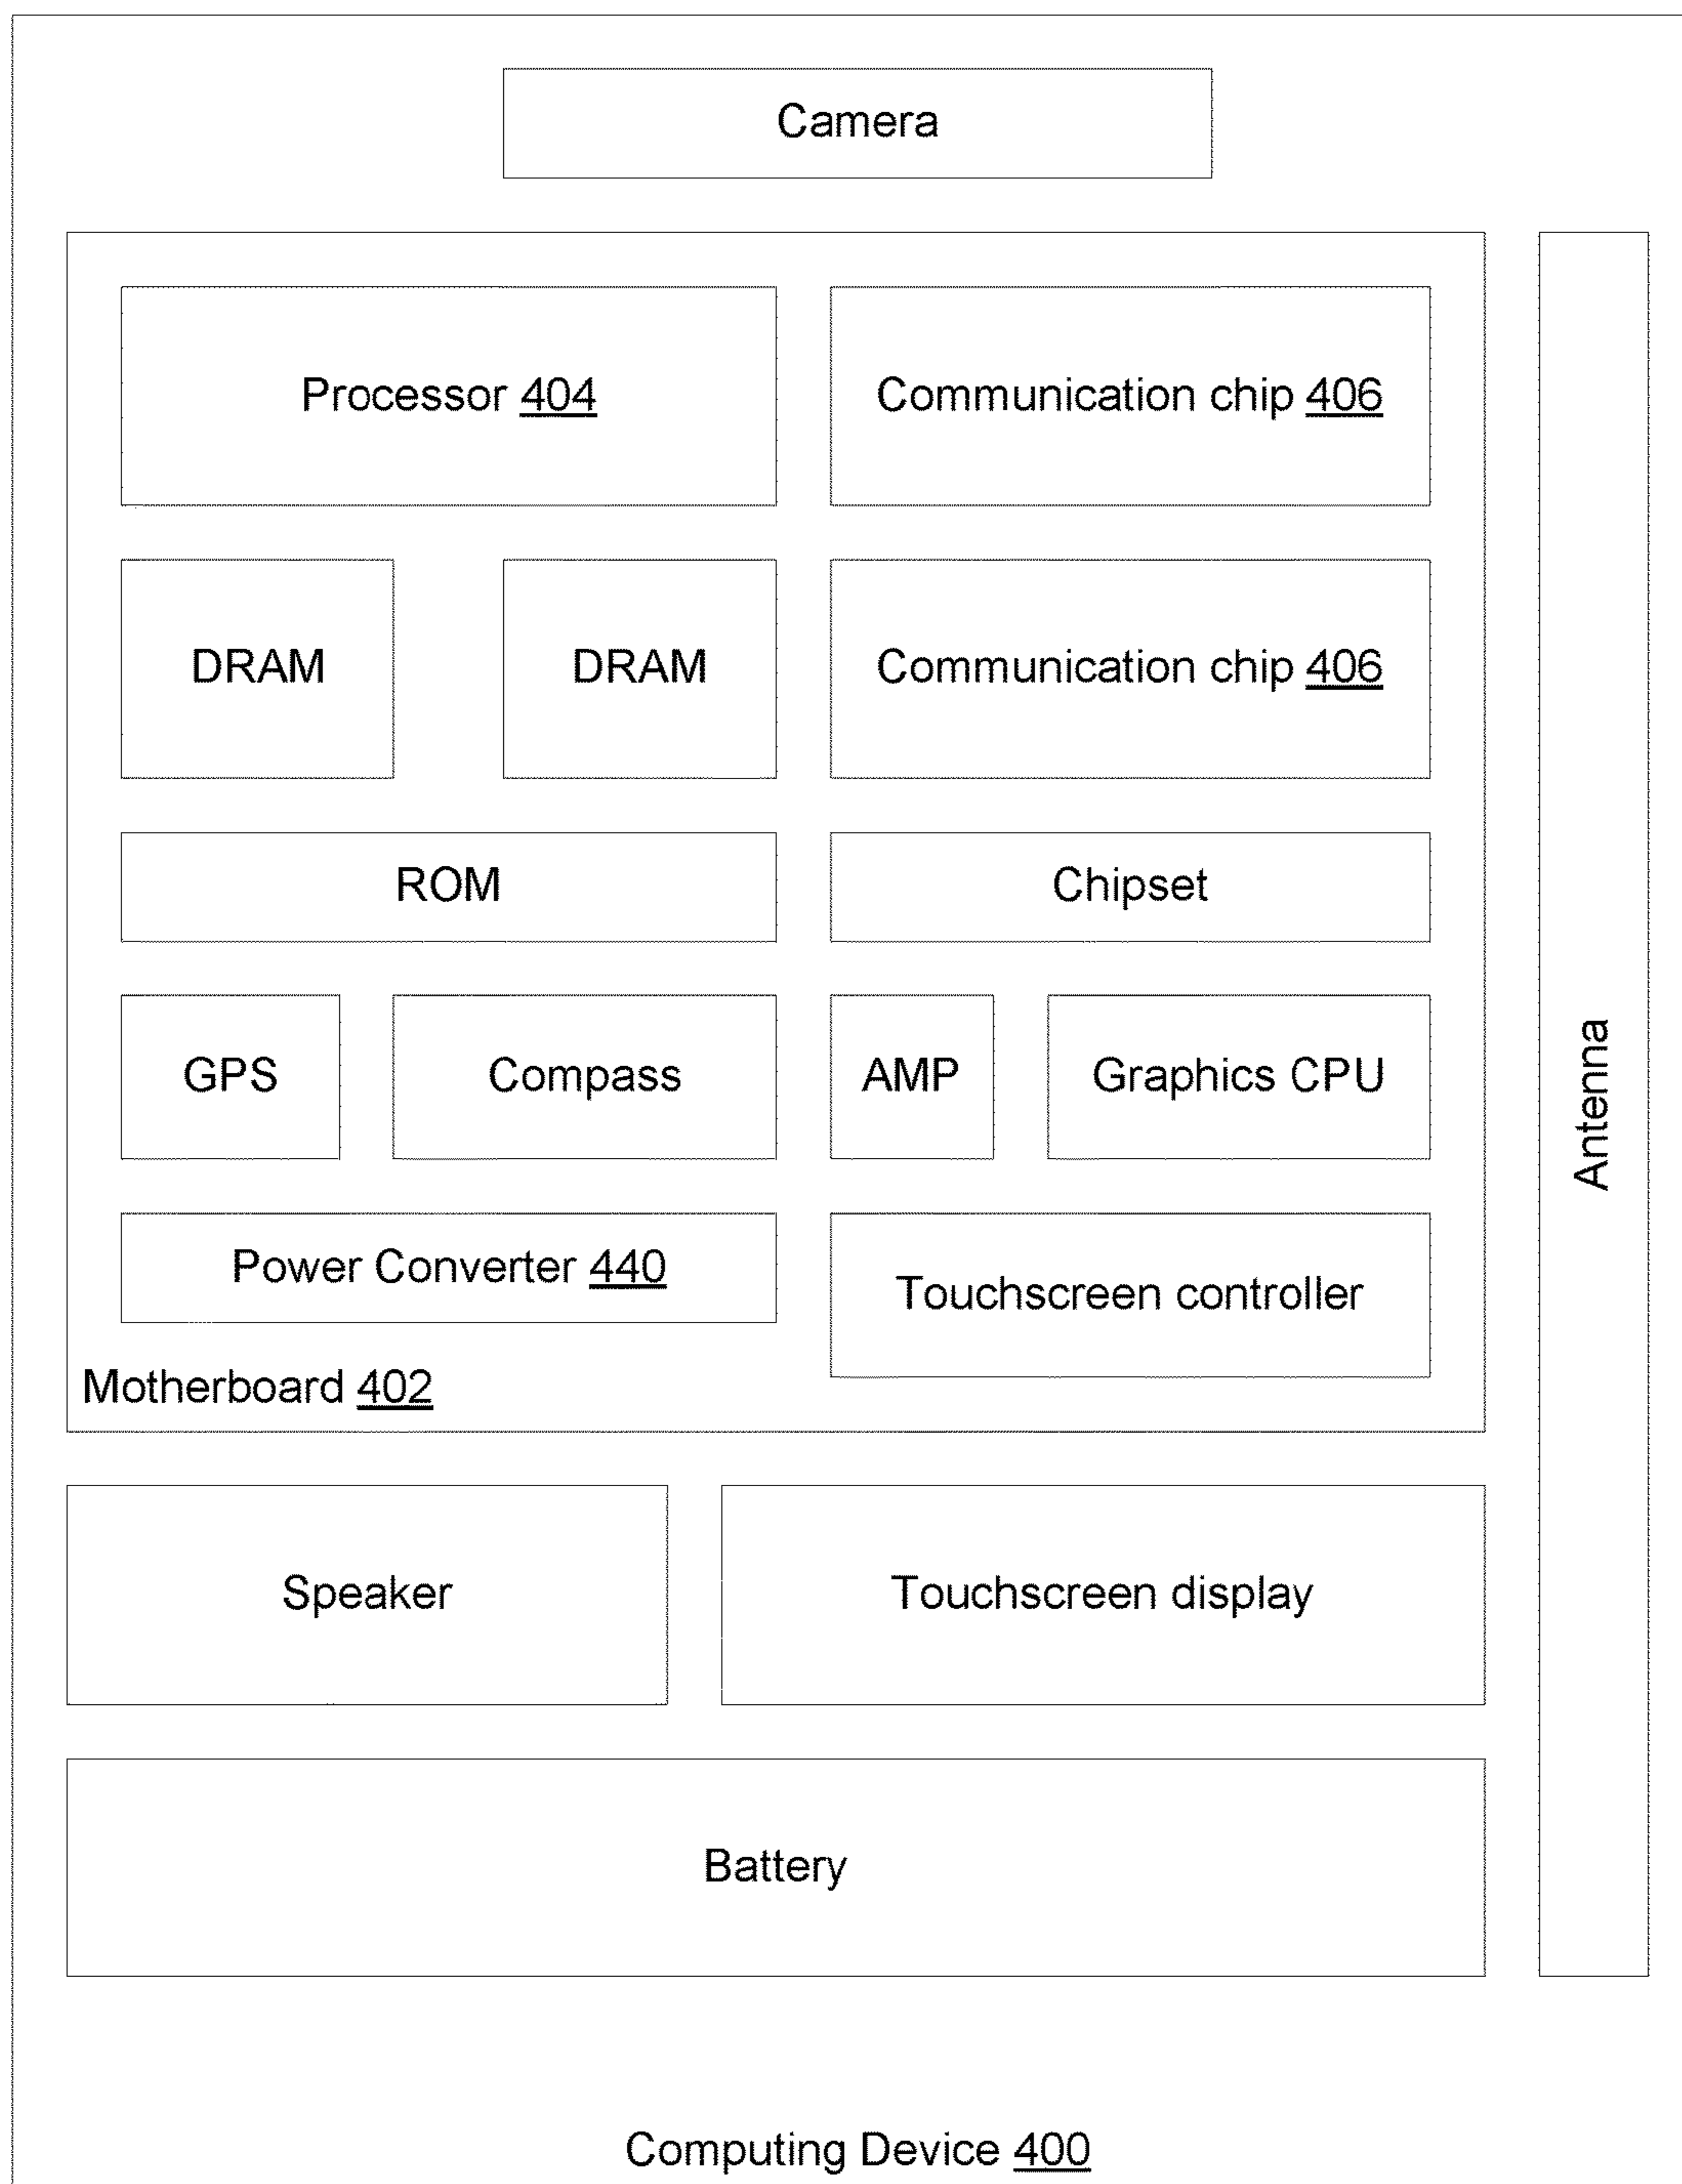 Camera
Processor 404
Communication chip 406
DRAM
DRAM
Communication chip 406
ROM
Chipset
GPS
Compass
AMP
Graphics CPU
Power Converter 440
Touchscreen controller
Motherboard 402
Antenna
Speaker
Touchscreen display
Battery
Computing Device 400